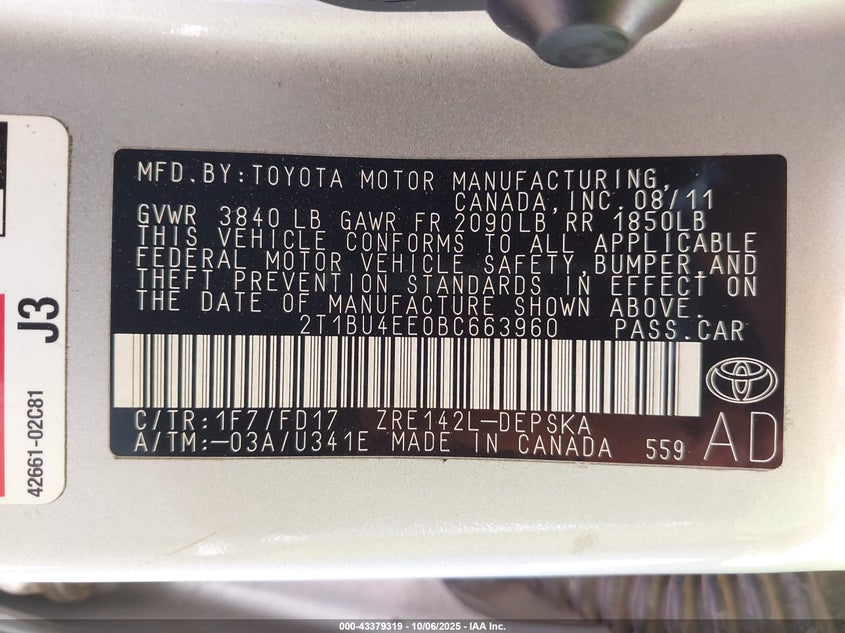 MFD.BY:TOYOTA MOTOR MANUFACTURING,
CANADA,INC.08/11
GVWR 3840 LB GAWR FR 2090LB RR 1850LB
THIS VEHICLE CONFORMS TO ALL APPLICABLE
FEDERAL MOTOR VEHICLE SAFETY,BUMPER,AND
THEFT PREVENTION STANDARDS IN EFFECT ON
THE DATE OF MANUFACTURE SHOWN ABOVE.
2T1BU4EE0BC663960 PASS.CAR
C/TR:1F7/FD17 ZRE142L-DEPSKA
A/TM:-03A/U341E MADE IN CANADA 559 AD
J3
42661-02C81
000-43379319 - 10/06/2025 - IAA Inc.